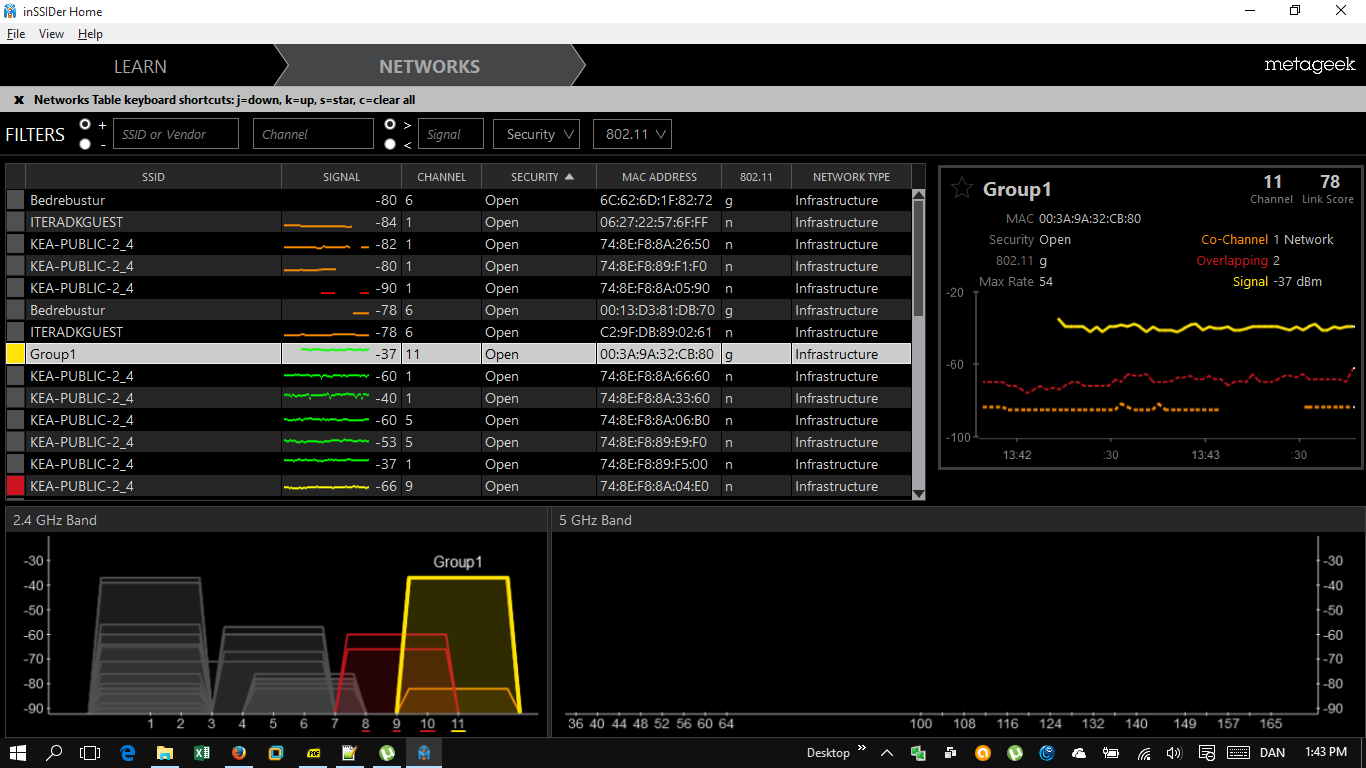 inSSIDer Home
File View Help
LEARN NETWORKS metageek
x Networks Table keyboard shortcuts: j=down, k=up, s=star, c=clear all
FILTERS + - SSID or Vendor Channel > < Signal Security 802.11
SSID SIGNAL CHANNEL SECURITY MAC ADDRESS 802.11 NETWORK TYPE
Bedrebustur -80 6 Open 6C:62:6D:1F:82:72 g Infrastructure
ITERADKGUEST -84 1 Open 06:27:22:57:6F:FF n Infrastructure
KEA-PUBLIC-2_4 -82 1 Open 74:8E:F8:8A:26:50 n Infrastructure
KEA-PUBLIC-2_4 -80 1 Open 74:8E:F8:89:F1:F0 n Infrastructure
KEA-PUBLIC-2_4 -90 1 Open 74:8E:F8:8A:05:90 n Infrastructure
Bedrebustur -78 6 Open 00:13:D3:81:DB:70 g Infrastructure
ITERADKGUEST -78 6 Open C2:9F:DB:89:02:61 n Infrastructure
Group1 -37 11 Open 00:3A:9A:32:CB:80 g Infrastructure
KEA-PUBLIC-2_4 -60 1 Open 74:8E:F8:8A:66:60 n Infrastructure
KEA-PUBLIC-2_4 -40 1 Open 74:8E:F8:8A:33:60 n Infrastructure
KEA-PUBLIC-2_4 -60 5 Open 74:8E:F8:8A:06:B0 n Infrastructure
KEA-PUBLIC-2_4 -53 5 Open 74:8E:F8:89:E9:F0 n Infrastructure
KEA-PUBLIC-2_4 -37 1 Open 74:8E:F8:89:F5:00 n Infrastructure
KEA-PUBLIC-2_4 -66 9 Open 74:8E:F8:8A:04:E0 n Infrastructure
Group1 11 78
Channel Link Score
MAC 00:3A:9A:32:CB:80
Security Open Co-Channel 1 Network
802.11 g Overlapping 2
Max Rate 54 Signal -37 dBm
-20
-60
-100
13:42 :30 13:43 :30
2.4 GHz Band
Group1
-30
-40
-50
-60
-70
-80
-90
1 2 3 4 5 6 7 8 9 10 11
5 GHz Band
-30
-40
-50
-60
-70
-80
-90
36 40 44 48 52 56 60 64 100 108 116 124 132 140 149 157 165
PDF Desktop » DAN 1:43 PM